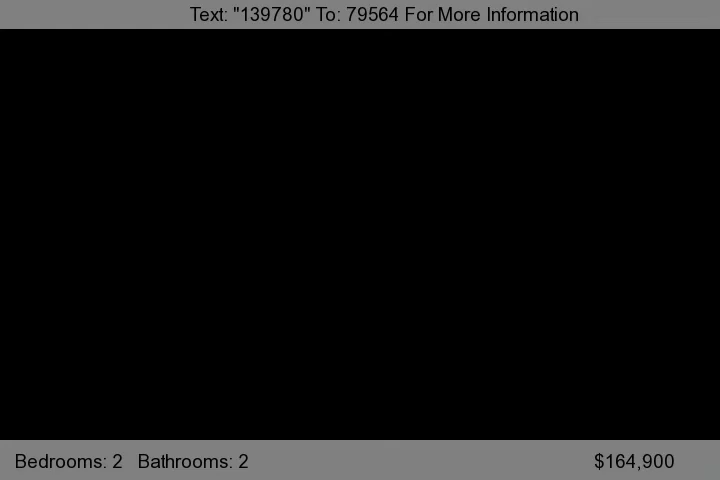 Text: "139780" To: 79564 For More Information
Bedrooms: 2 Bathrooms: 2 $164,900